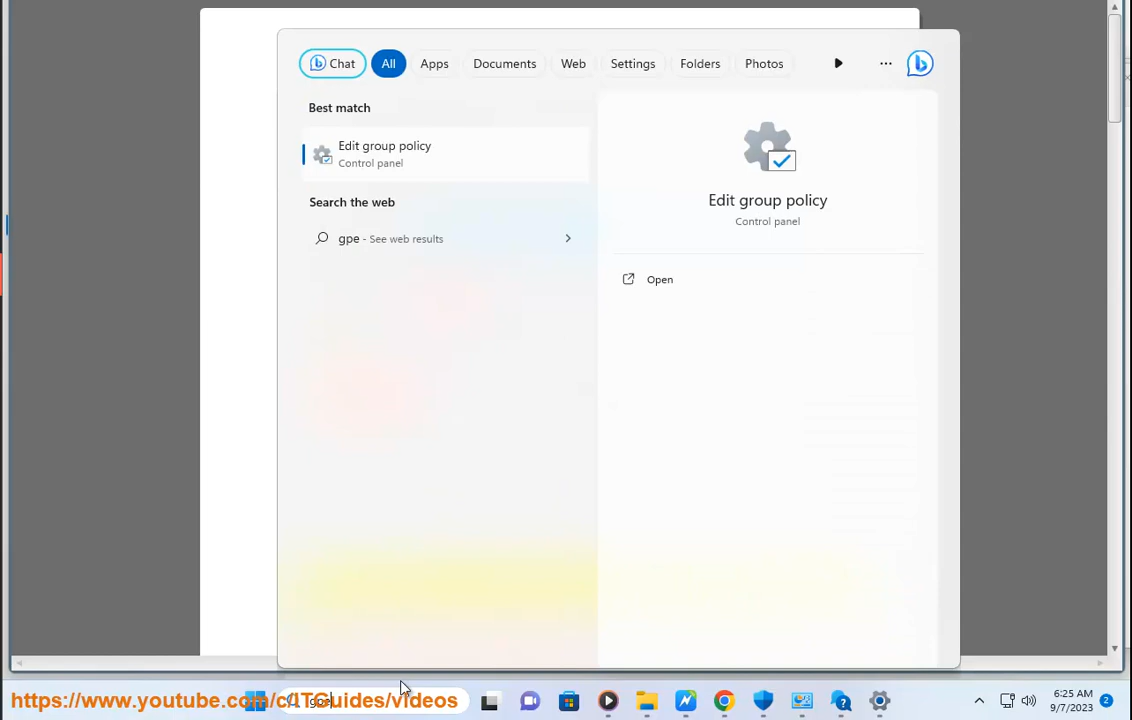 Chat
All
Apps
Documents
Web
Settings
Folders
Photos
Best match
Edit group policy
Control panel
Search the web
gpe - See web results
Edit group policy
Control panel
Open
https://www.youtube.com/c/ITGuides/videos
6:25 AM
9/7/2023
2